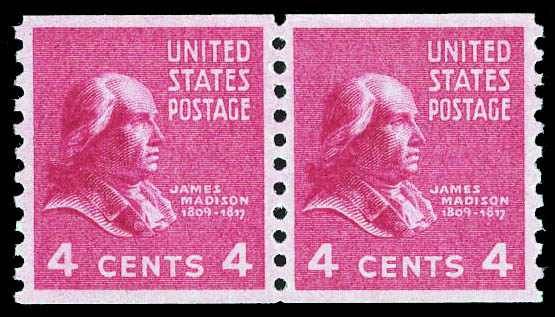 UNITED
STATES
POSTAGE
JAMES
MADISON
1809-1817
4 CENTS 4
UNITED
STATES
POSTAGE
JAMES
MADISON
1809-1817
4 CENTS 4